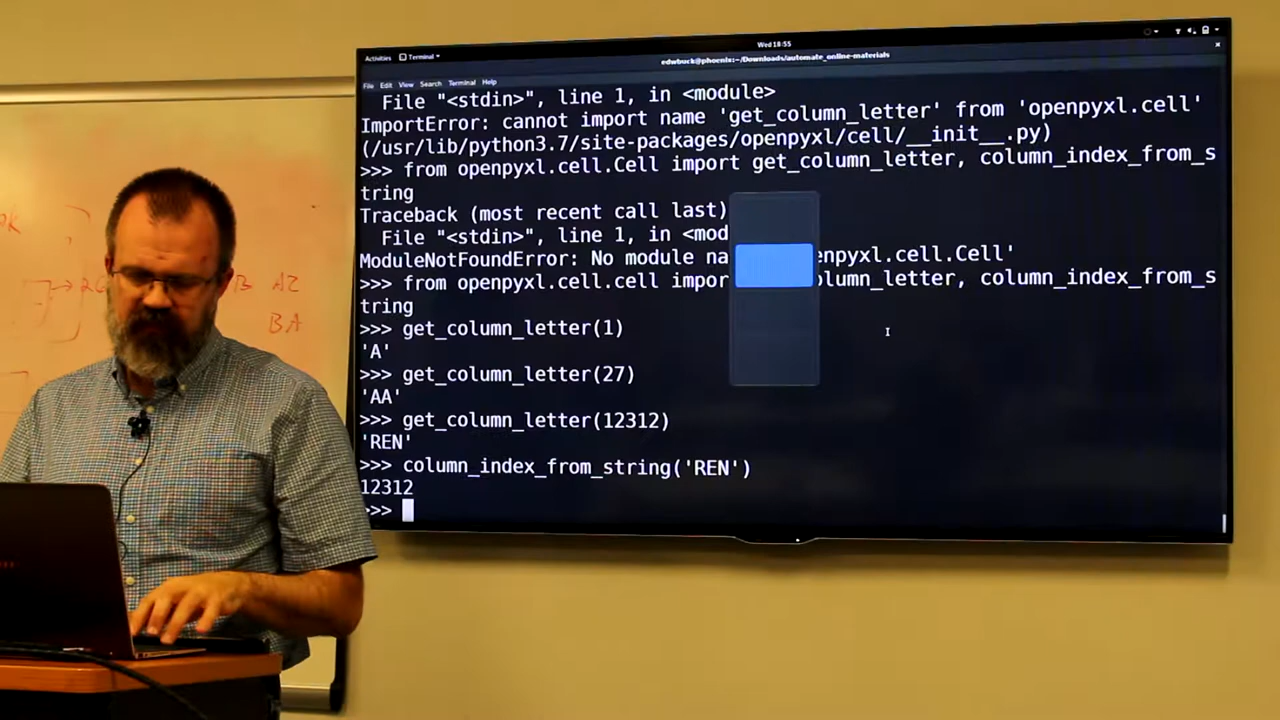 Wed 18:55
Activities Terminal
edwbuck@phoenix:~/Downloads/automate_online-materials
File Edit View Search Terminal Help
File "<stdin>", line 1, in <module>
ImportError: cannot import name 'get_column_letter' from 'openpyxl.cell'
(/usr/lib/python3.7/site-packages/openpyxl/cell/__init__.py)
>>> from openpyxl.cell.Cell import get_column_letter, column_index_from_s
tring
Traceback (most recent call last)
File "<stdin>", line 1, in <mod
ModuleNotFoundError: No module na enpyxl.cell.Cell'
>>> from openpyxl.cell.cell impor olumn_letter, column_index_from_s
tring
>>> get_column_letter(1)
'A'
>>> get_column_letter(27)
'AA'
>>> get_column_letter(12312)
'REN'
>>> column_index_from_string('REN')
12312
>>>
AZ
BA